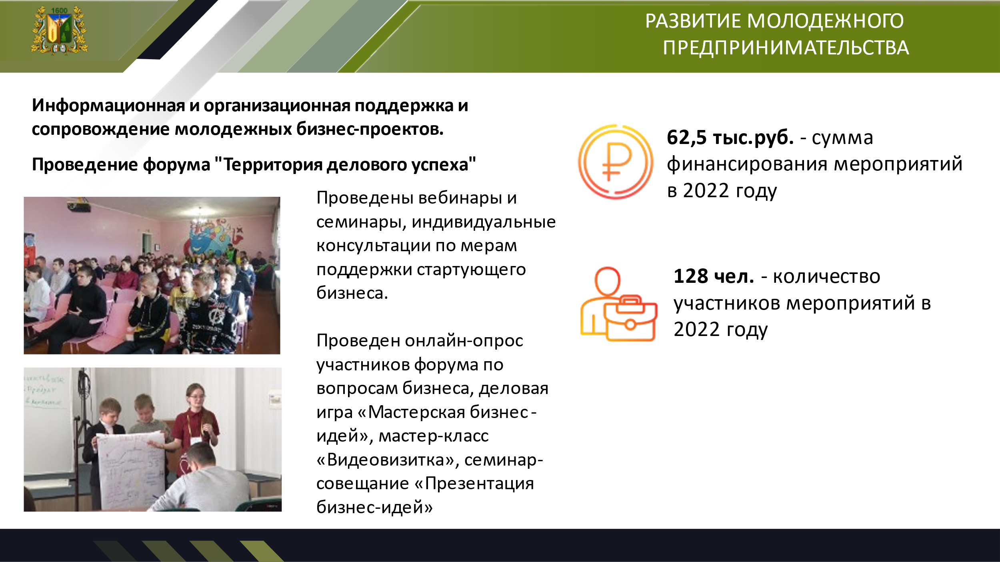 1600
РАЗВИТИЕ МОЛОДЕЖНОГО
ПРЕДПРИНИМАТЕЛЬСТВА
Информационная и организационная поддержка и
сопровождение молодежных бизнес-проектов.
Проведение форума "Территория делового успеха"
Проведены вебинары и
семинары, индивидуальные
консультации по мерам
поддержки стартующего
бизнеса.
Проведен онлайн-опрос
участников форума по
вопросам бизнеса, деловая
игра «Мастерская бизнес-
идей», мастер-класс
«Видеовизитка», семинар-
совещание «Презентация
бизнес-идей»
62,5 тыс.руб. - сумма
финансирования мероприятий
в 2022 году
128 чел. - количество
участников мероприятий в
2022 году
Продукт